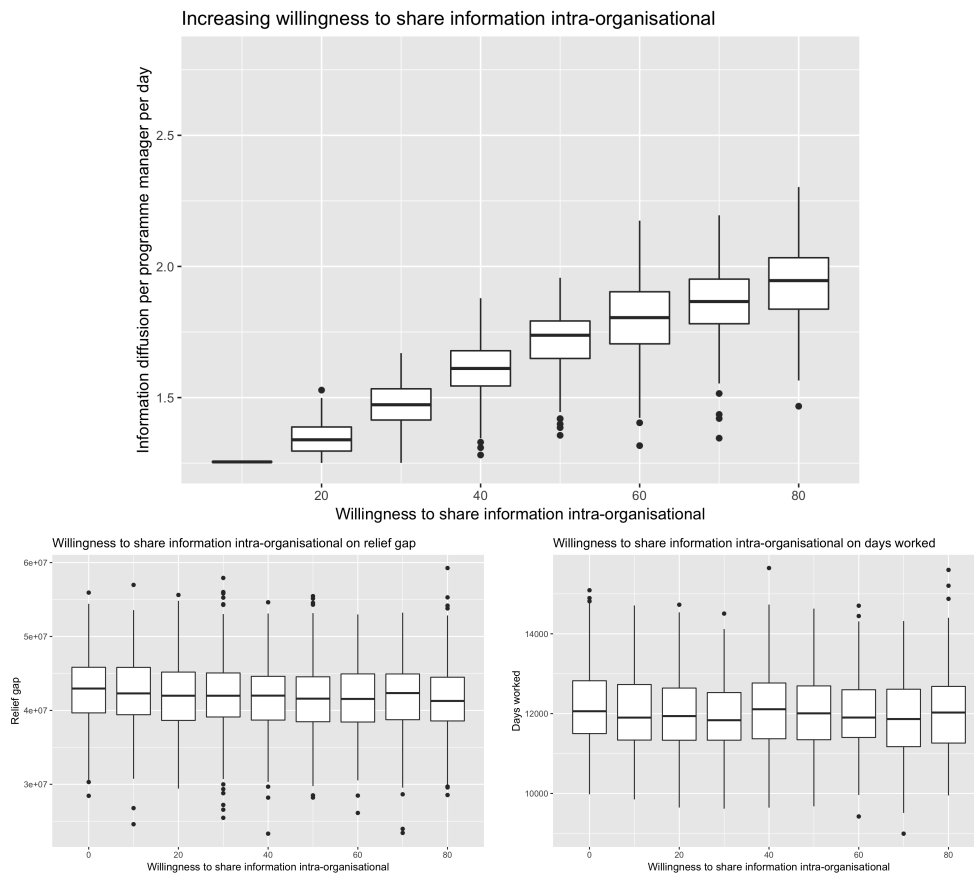 Increasing willingness to share information intra-organisational
Information diffusion per programme manager per day
2.5
2.0
1.5
20 40 60 80
Willingness to share information intra-organisational
Willingness to share information intra-organisational on relief gap
Relief gap
6e+07
5e+07
4e+07
3e+07
0 20 40 60 80
Willingness to share information intra-organisational
Willingness to share information intra-organisational on days worked
Days worked
14000
12000
10000
0 20 40 60 80
Willingness to share information intra-organisational